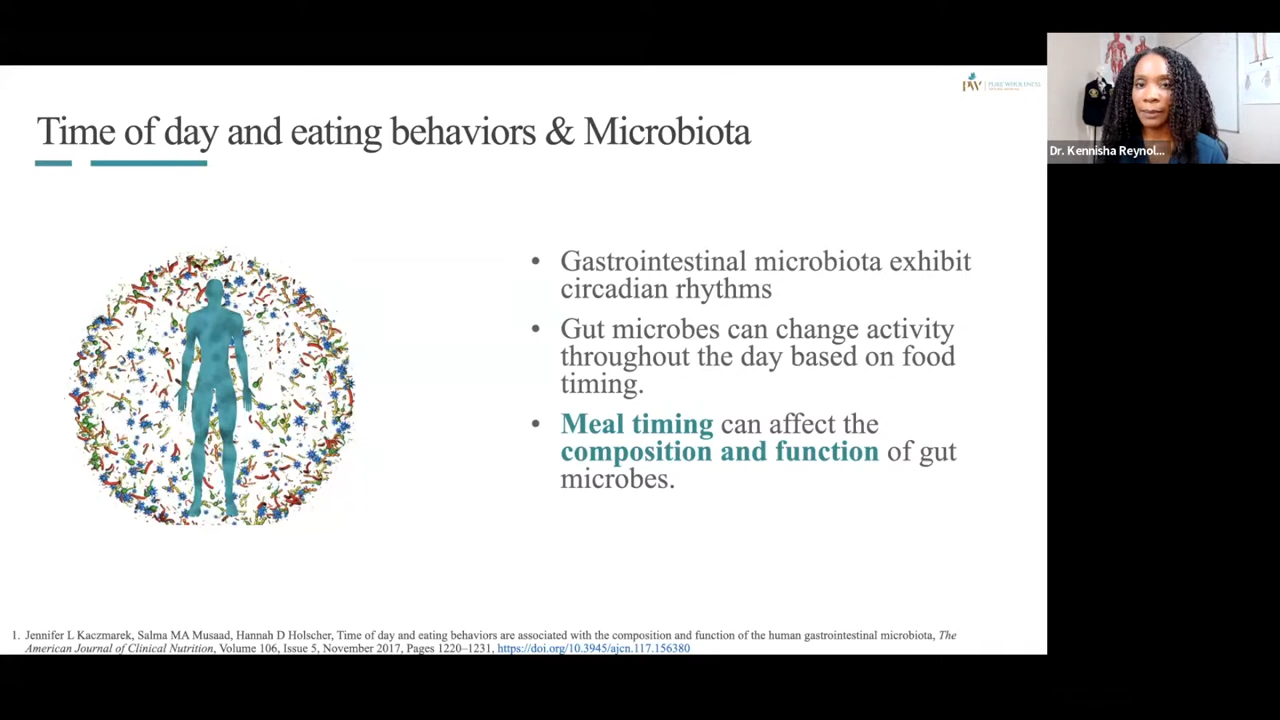 PW PURE WHOLENESS
Time of day and eating behaviors & Microbiota
Dr. Kennisha Reynol...
• Gastrointestinal microbiota exhibit
circadian rhythms
• Gut microbes can change activity
throughout the day based on food
timing.
• Meal timing can affect the
composition and function of gut
microbes.
1. Jennifer L Kaczmarek, Salma MA Musaad, Hannah D Holscher, Time of day and eating behaviors are associated with the composition and function of the human gastrointestinal microbiota, The
American Journal of Clinical Nutrition, Volume 106, Issue 5, November 2017, Pages 1220–1231, https://doi.org/10.3945/ajcn.117.156380